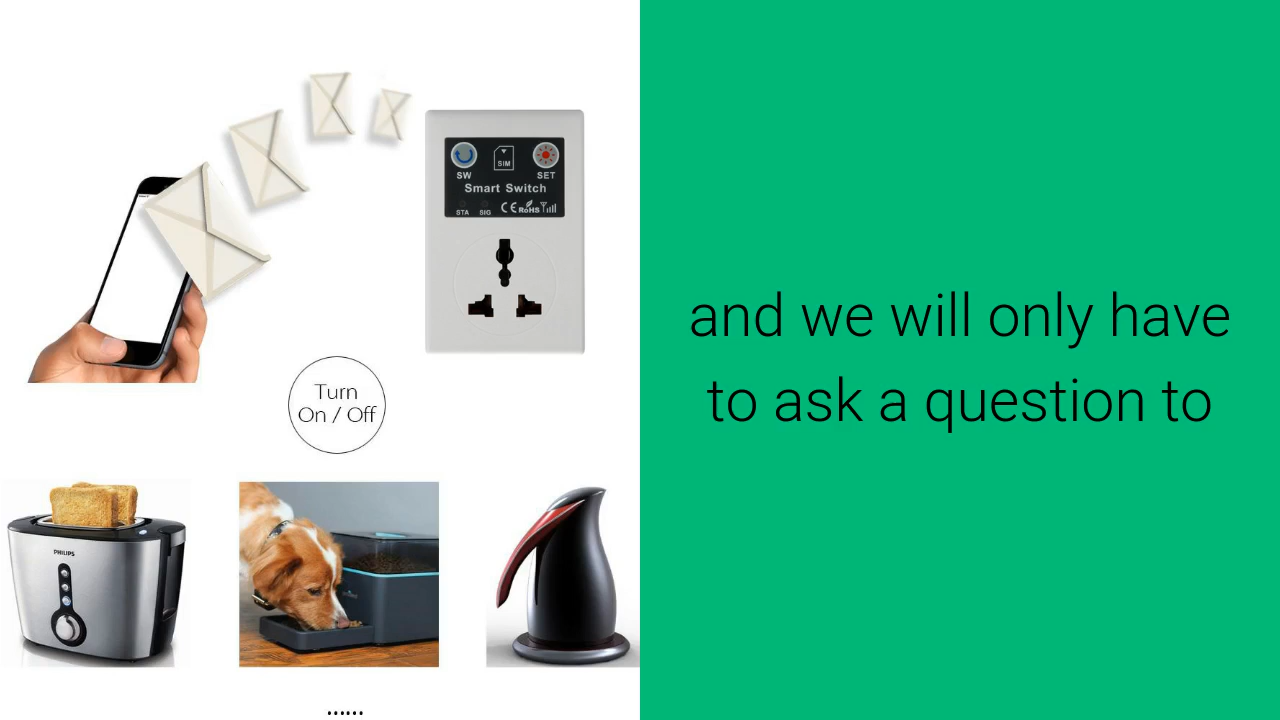 SIM
SW
SET
Smart Switch
STA
SIG
CE
RoHS
Turn
On / Off
PHILIPS
......
and we will only have
to ask a question to